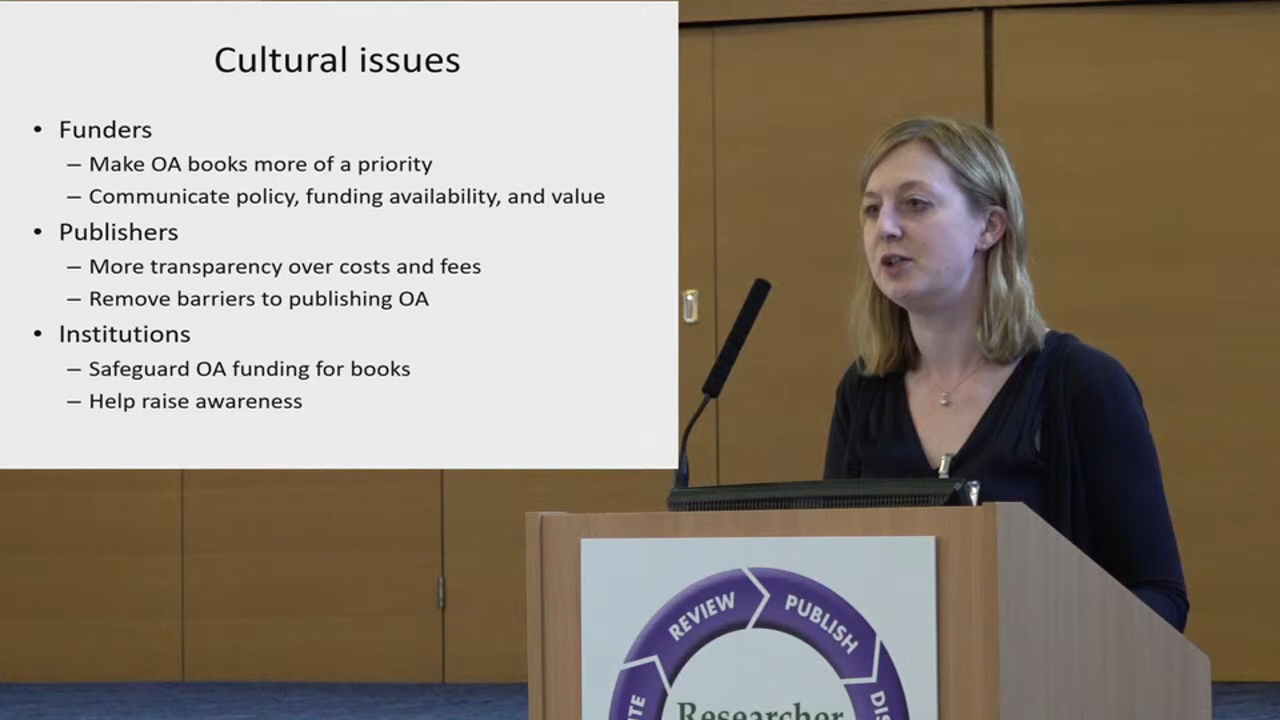 Cultural issues
• Funders
– Make OA books more of a priority
– Communicate policy, funding availability, and value
• Publishers
– More transparency over costs and fees
– Remove barriers to publishing OA
• Institutions
– Safeguard OA funding for books
– Help raise awareness
REVIEW
PUBLISH
Researcher